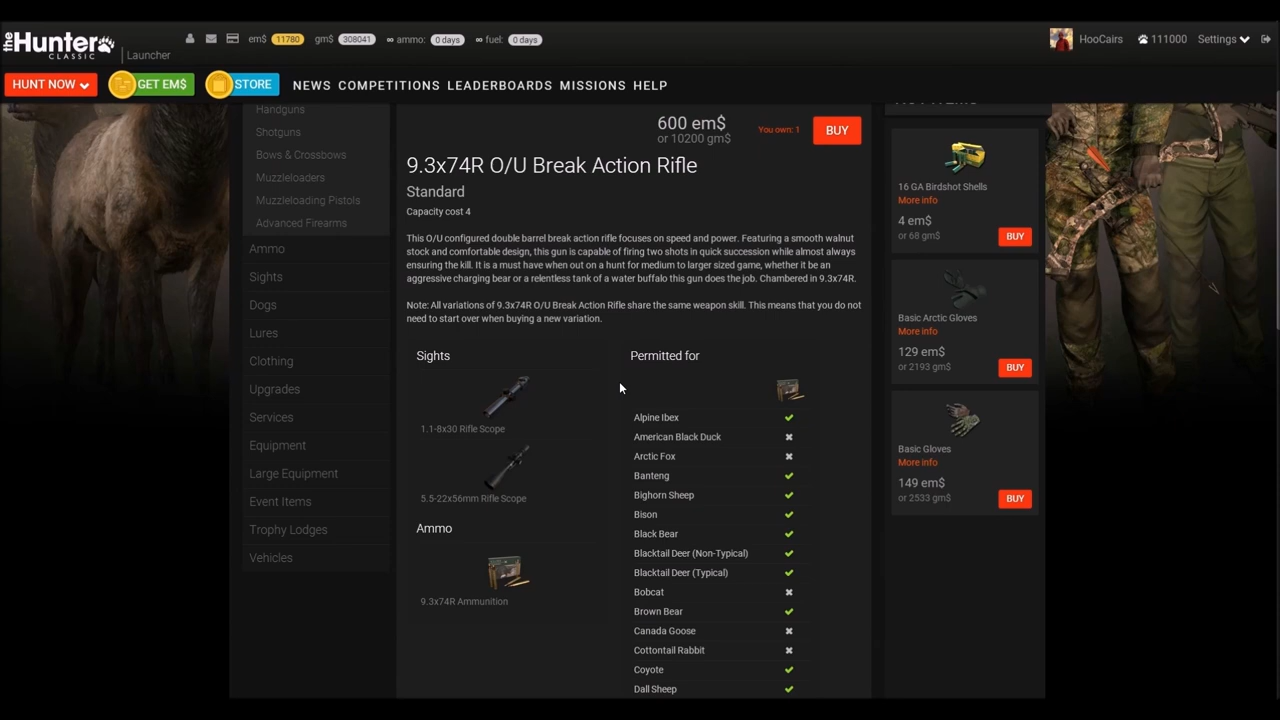 theHunter
CLASSIC
Launcher
em$ 11780 gm$ 308041 ∞ ammo: 0 days ∞ fuel: 0 days
HooCairs 111000 Settings
HUNT NOW GET EM$ STORE NEWS COMPETITIONS LEADERBOARDS MISSIONS HELP
Handguns
Shotguns
Bows & Crossbows
Muzzleloaders
Muzzleloading Pistols
Advanced Firearms
Ammo
Sights
Dogs
Lures
Clothing
Upgrades
Services
Equipment
Large Equipment
Event Items
Trophy Lodges
Vehicles
600 em$
or 10200 gm$
You own: 1
BUY
9.3x74R O/U Break Action Rifle
Standard
Capacity cost 4
This O/U configured double barrel break action rifle focuses on speed and power. Featuring a smooth walnut
stock and comfortable design, this gun is capable of firing two shots in quick succession while almost always
ensuring the kill. It is a must have when out on a hunt for medium to larger sized game, whether it be an
aggressive charging bear or a relentless tank of a water buffalo this gun does the job. Chambered in 9.3x74R.
Note: All variations of 9.3x74R O/U Break Action Rifle share the same weapon skill. This means that you do not
need to start over when buying a new variation.
Sights
1.1-8x30 Rifle Scope
5.5-22x56mm Rifle Scope
Ammo
9.3x74R Ammunition
Permitted for
Alpine Ibex
American Black Duck
Arctic Fox
Banteng
Bighorn Sheep
Bison
Black Bear
Blacktail Deer (Non-Typical)
Blacktail Deer (Typical)
Bobcat
Brown Bear
Canada Goose
Cottontail Rabbit
Coyote
Dall Sheep
16 GA Birdshot Shells
More info
4 em$
or 68 gm$
BUY
Basic Arctic Gloves
More info
129 em$
or 2193 gm$
BUY
Basic Gloves
More info
149 em$
or 2533 gm$
BUY